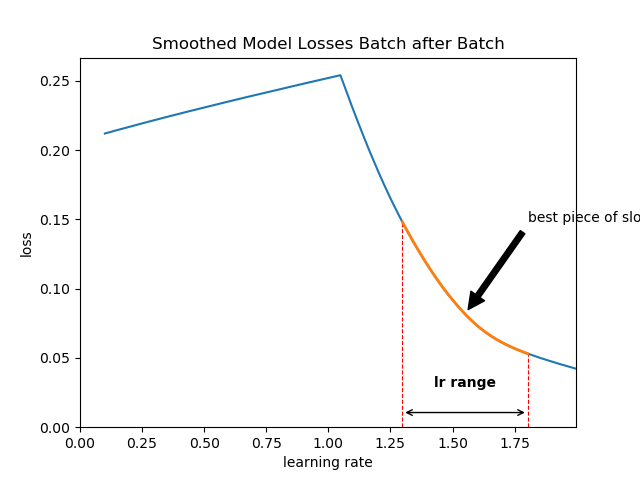 Smoothed Model Losses Batch after Batch
0.25
0.20
0.15
0.10
0.05
0.00
loss
best piece of slo
lr range
0.00 0.25 0.50 0.75 1.00 1.25 1.50 1.75
learning rate